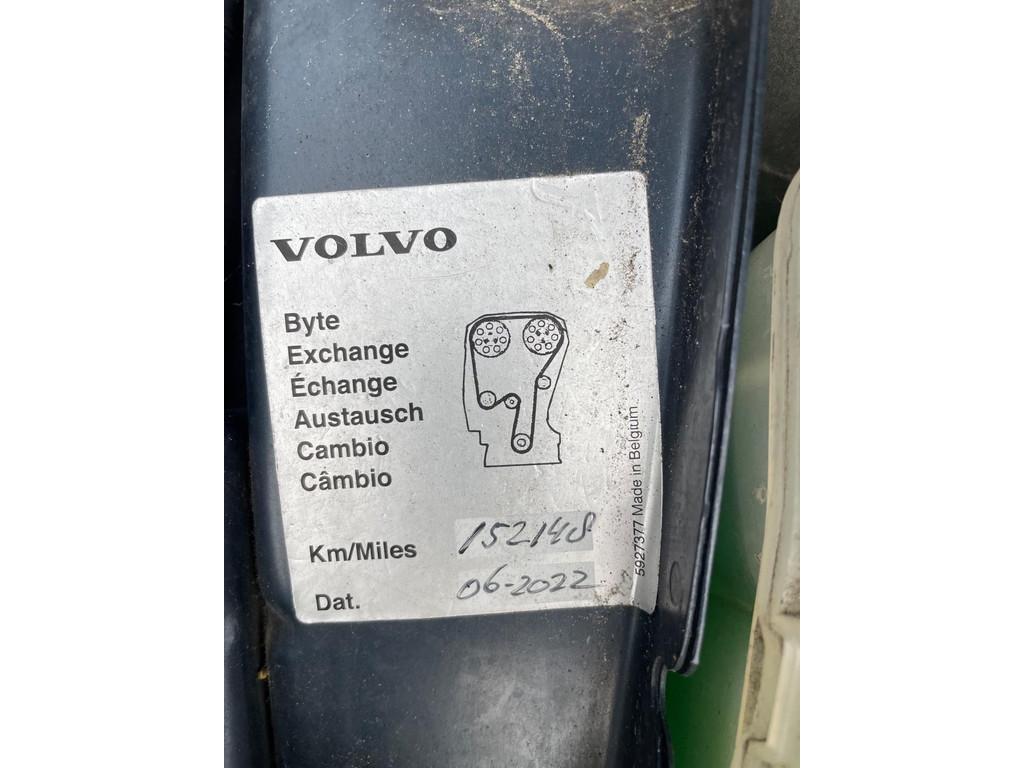 VOLVO
Byte
Exchange
Échange
Austausch
Cambio
Câmbio
Km/Miles 152148
Dat. 06-2022
5927377 Made in Belgium